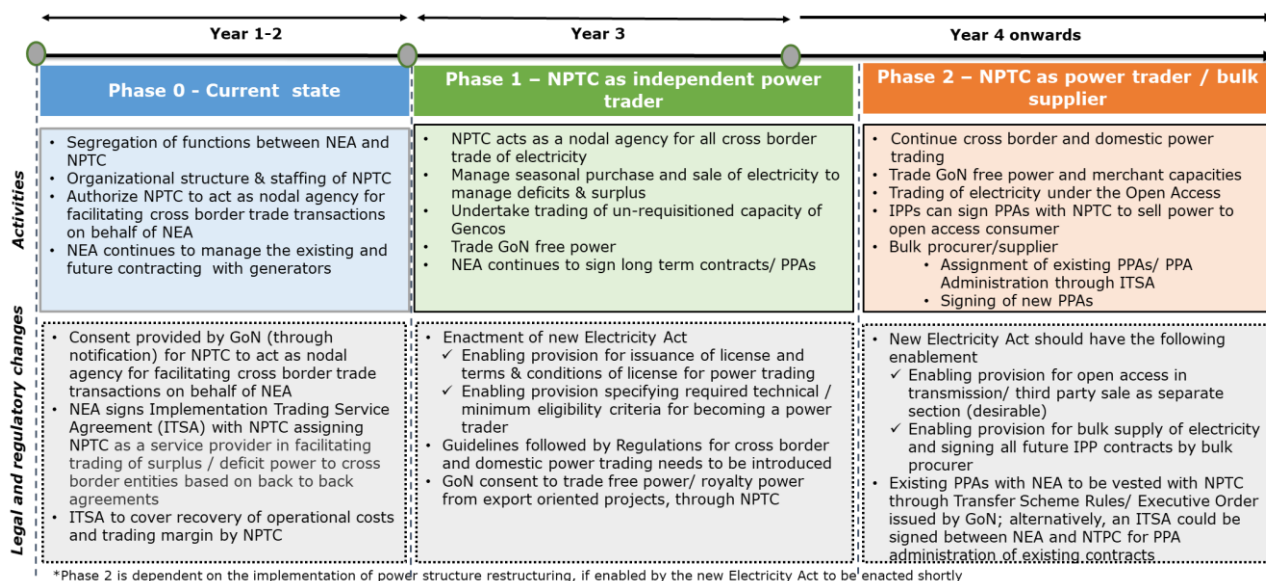 Year 1-2
Year 3
Year 4 onwards
Phase 0 - Current state
Phase 1 – NPTC as independent power
trader
Phase 2 – NPTC as power trader / bulk
supplier
Activities
• Segregation of functions between NEA and
NPTC
• Organizational structure & staffing of NPTC
• Authorize NPTC to act as nodal agency for
facilitating cross border trade transactions
on behalf of NEA
• NEA continues to manage the existing and
future contracting with generators
• NPTC acts as a nodal agency for all cross border
trade of electricity
• Manage seasonal purchase and sale of electricity to
manage deficits & surplus
• Undertake trading of un-requisitioned capacity of
Gencos
• Trade GoN free power
• NEA continues to sign long term contracts/ PPAs
• Continue cross border and domestic power
trading
• Trade GoN free power and merchant capacities
• Trading of electricity under the Open Access
• IPPs can sign PPAs with NPTC to sell power to
open access consumer
• Bulk procurer/supplier
• Assignment of existing PPAs/ PPA
Administration through ITSA
• Signing of new PPAs
Legal and regulatory changes
• Consent provided by GoN (through
notification) for NPTC to act as nodal
agency for facilitating cross border trade
transactions on behalf of NEA
• NEA signs Implementation Trading Service
Agreement (ITSA) with NPTC assigning
NPTC as a service provider in facilitating
trading of surplus / deficit power to cross
border entities based on back to back
agreements
• ITSA to cover recovery of operational costs
and trading margin by NPTC
• Enactment of new Electricity Act
✓ Enabling provision for issuance of license and
terms & conditions of license for power trading
✓ Enabling provision specifying required technical /
minimum eligibility criteria for becoming a power
trader
• Guidelines followed by Regulations for cross border
and domestic power trading needs to be introduced
• GoN consent to trade free power/ royalty power
from export oriented projects, through NPTC
• New Electricity Act should have the following
enablement
✓ Enabling provision for open access in
transmission/ third party sale as separate
section (desirable)
✓ Enabling provision for bulk supply of electricity
and signing all future IPP contracts by bulk
procurer
• Existing PPAs with NEA to be vested with NPTC
through Transfer Scheme Rules/ Executive Order
issued by GoN; alternatively, an ITSA could be
signed between NEA and NTPC for PPA
administration of existing contracts
*Phase 2 is dependent on the implementation of power structure restructuring, if enabled by the new Electricity Act to be enacted shortly